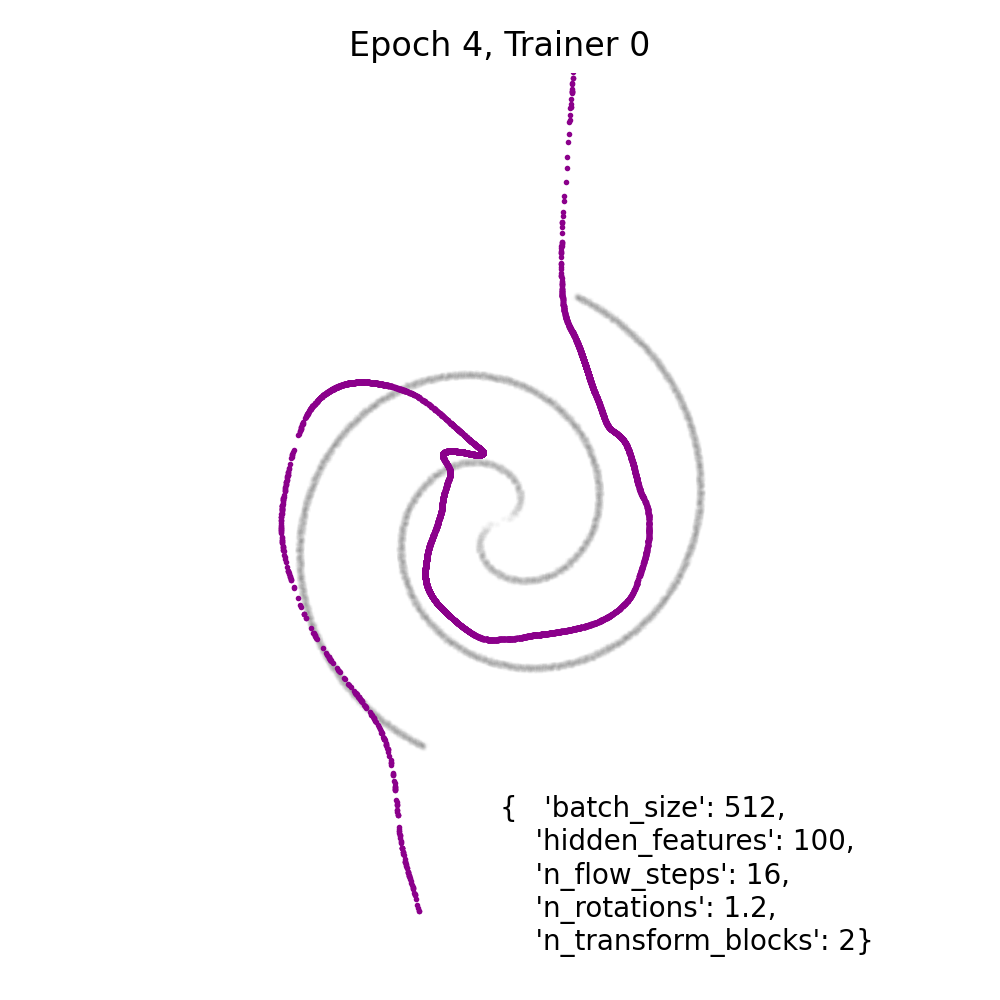 Epoch 4, Trainer 0
{   'batch_size': 512,
'hidden_features': 100,
'n_flow_steps': 16,
'n_rotations': 1.2,
'n_transform_blocks': 2}